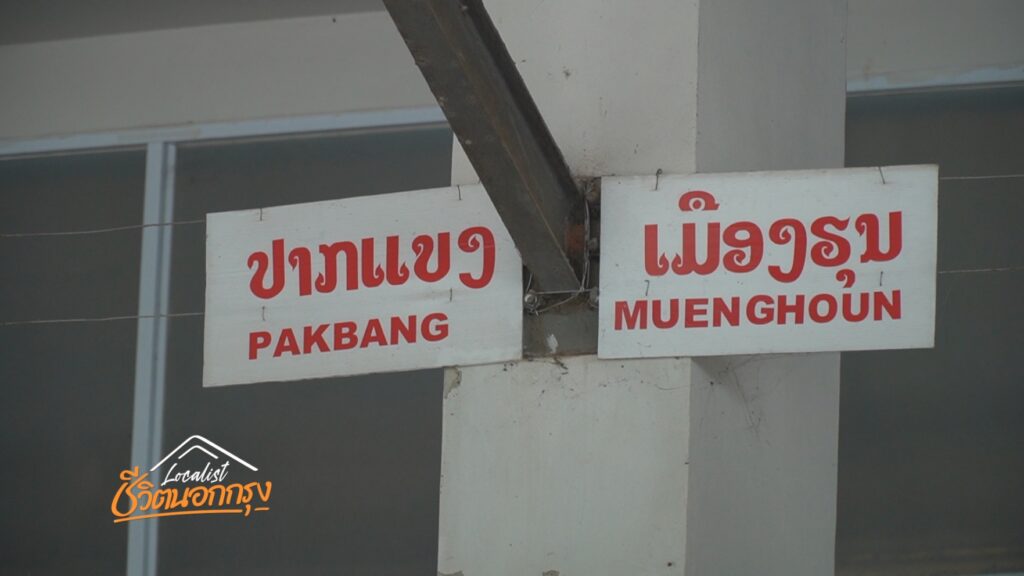 ປາກແບງ
PAKBANG
ເມືອງຮຸນ
MUENGHOUN
Localist
ชีวิตนอกกรุง